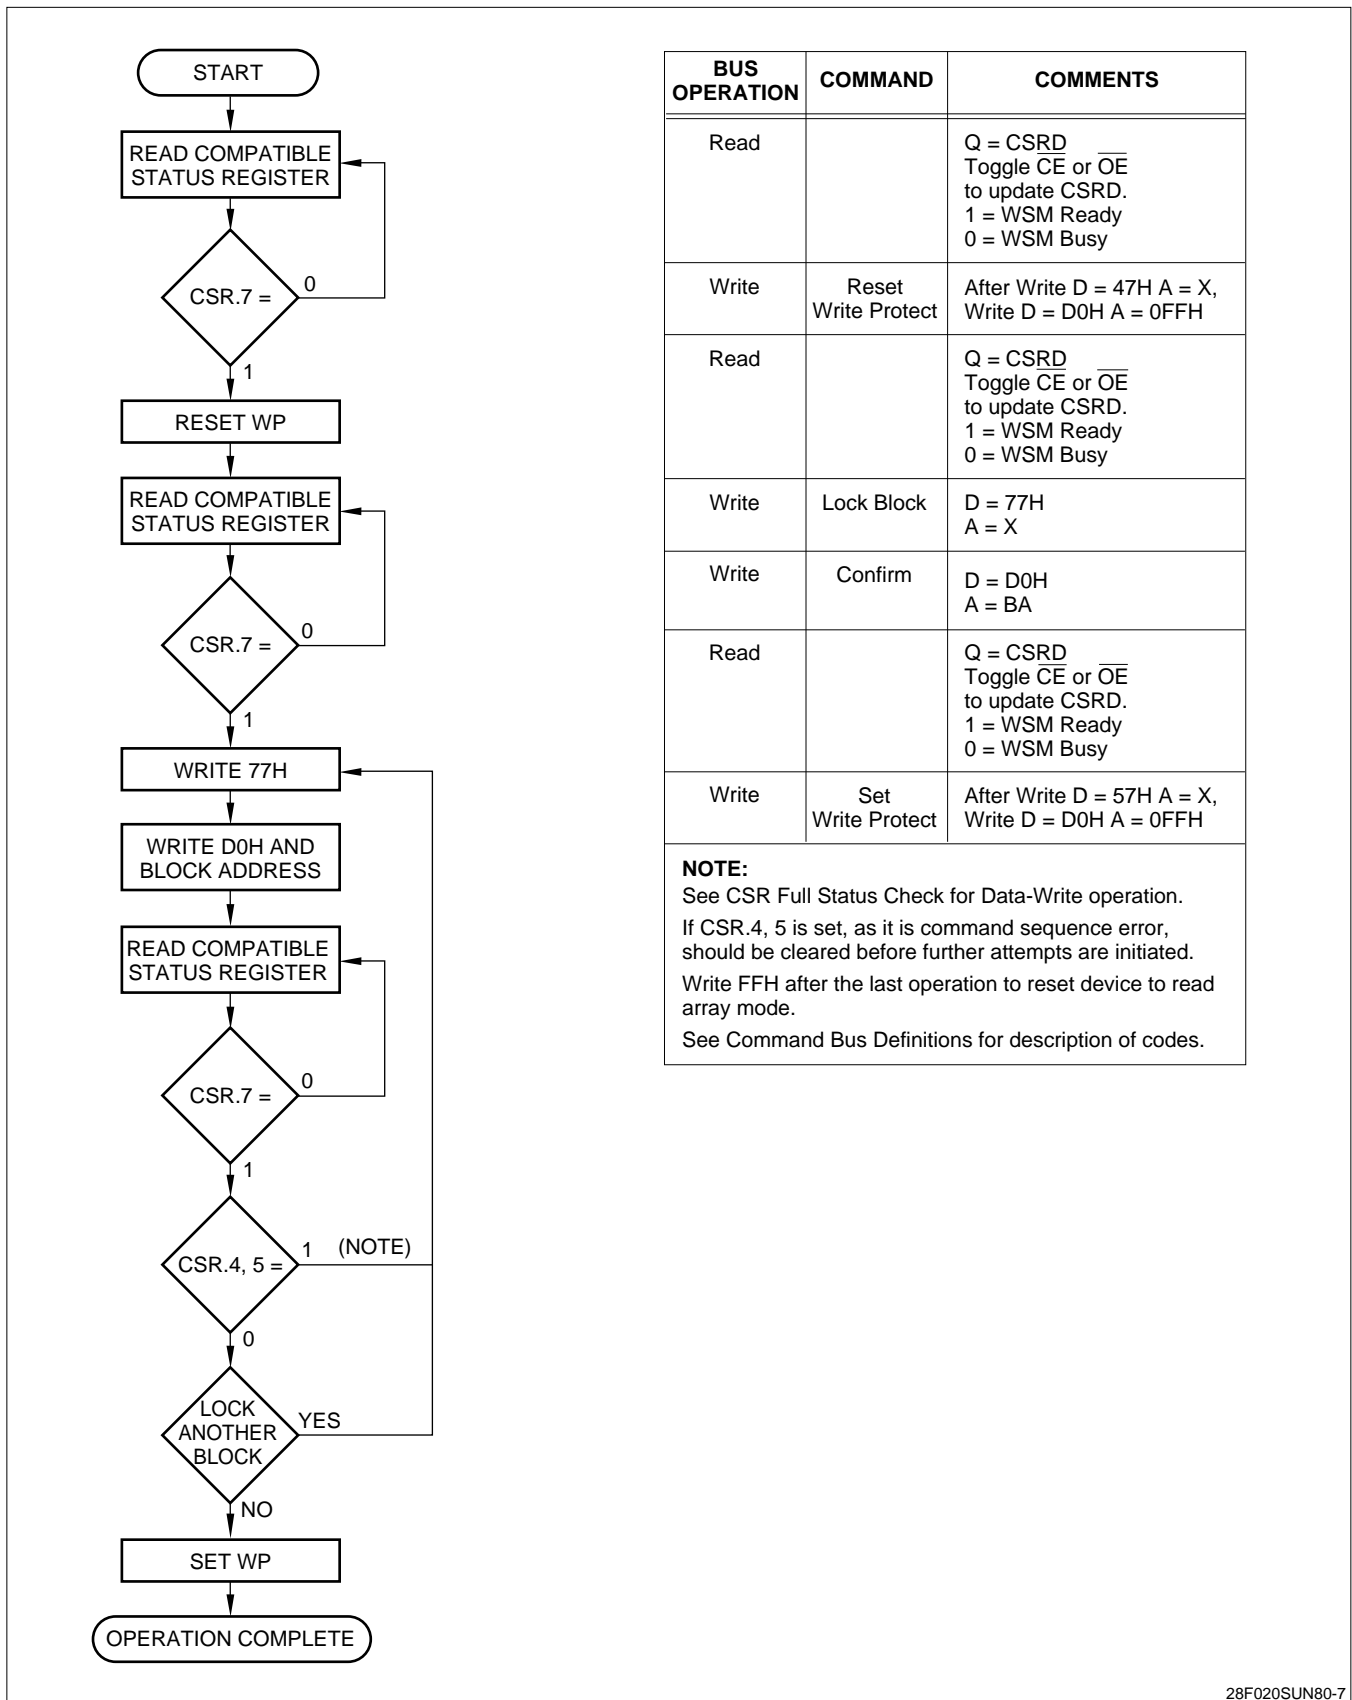 START
READ COMPATIBLE
STATUS REGISTER
CSR.7 =
0
1
RESET WP
READ COMPATIBLE
STATUS REGISTER
CSR.7 =
0
1
WRITE 77H
WRITE D0H AND
BLOCK ADDRESS
READ COMPATIBLE
STATUS REGISTER
CSR.7 =
0
1
CSR.4, 5 =
1 (NOTE)
0
LOCK
ANOTHER
BLOCK
YES
NO
SET WP
OPERATION COMPLETE
BUS
OPERATION
COMMAND
COMMENTS
Read
Q = CSRD
Toggle C̅E̅ or O̅E̅
to update CSRD.
1 = WSM Ready
0 = WSM Busy
Write
Reset
Write Protect
After Write D = 47H A = X,
Write D = D0H A = 0FFH
Read
Q = CSRD
Toggle C̅E̅ or O̅E̅
to update CSRD.
1 = WSM Ready
0 = WSM Busy
Write
Lock Block
D = 77H
A = X
Write
Confirm
D = D0H
A = BA
Read
Q = CSRD
Toggle C̅E̅ or O̅E̅
to update CSRD.
1 = WSM Ready
0 = WSM Busy
Write
Set
Write Protect
After Write D = 57H A = X,
Write D = D0H A = 0FFH
NOTE:
See CSR Full Status Check for Data-Write operation.
If CSR.4, 5 is set, as it is command sequence error,
should be cleared before further attempts are initiated.
Write FFH after the last operation to reset device to read
array mode.
See Command Bus Definitions for description of codes.
28F020SUN80-7